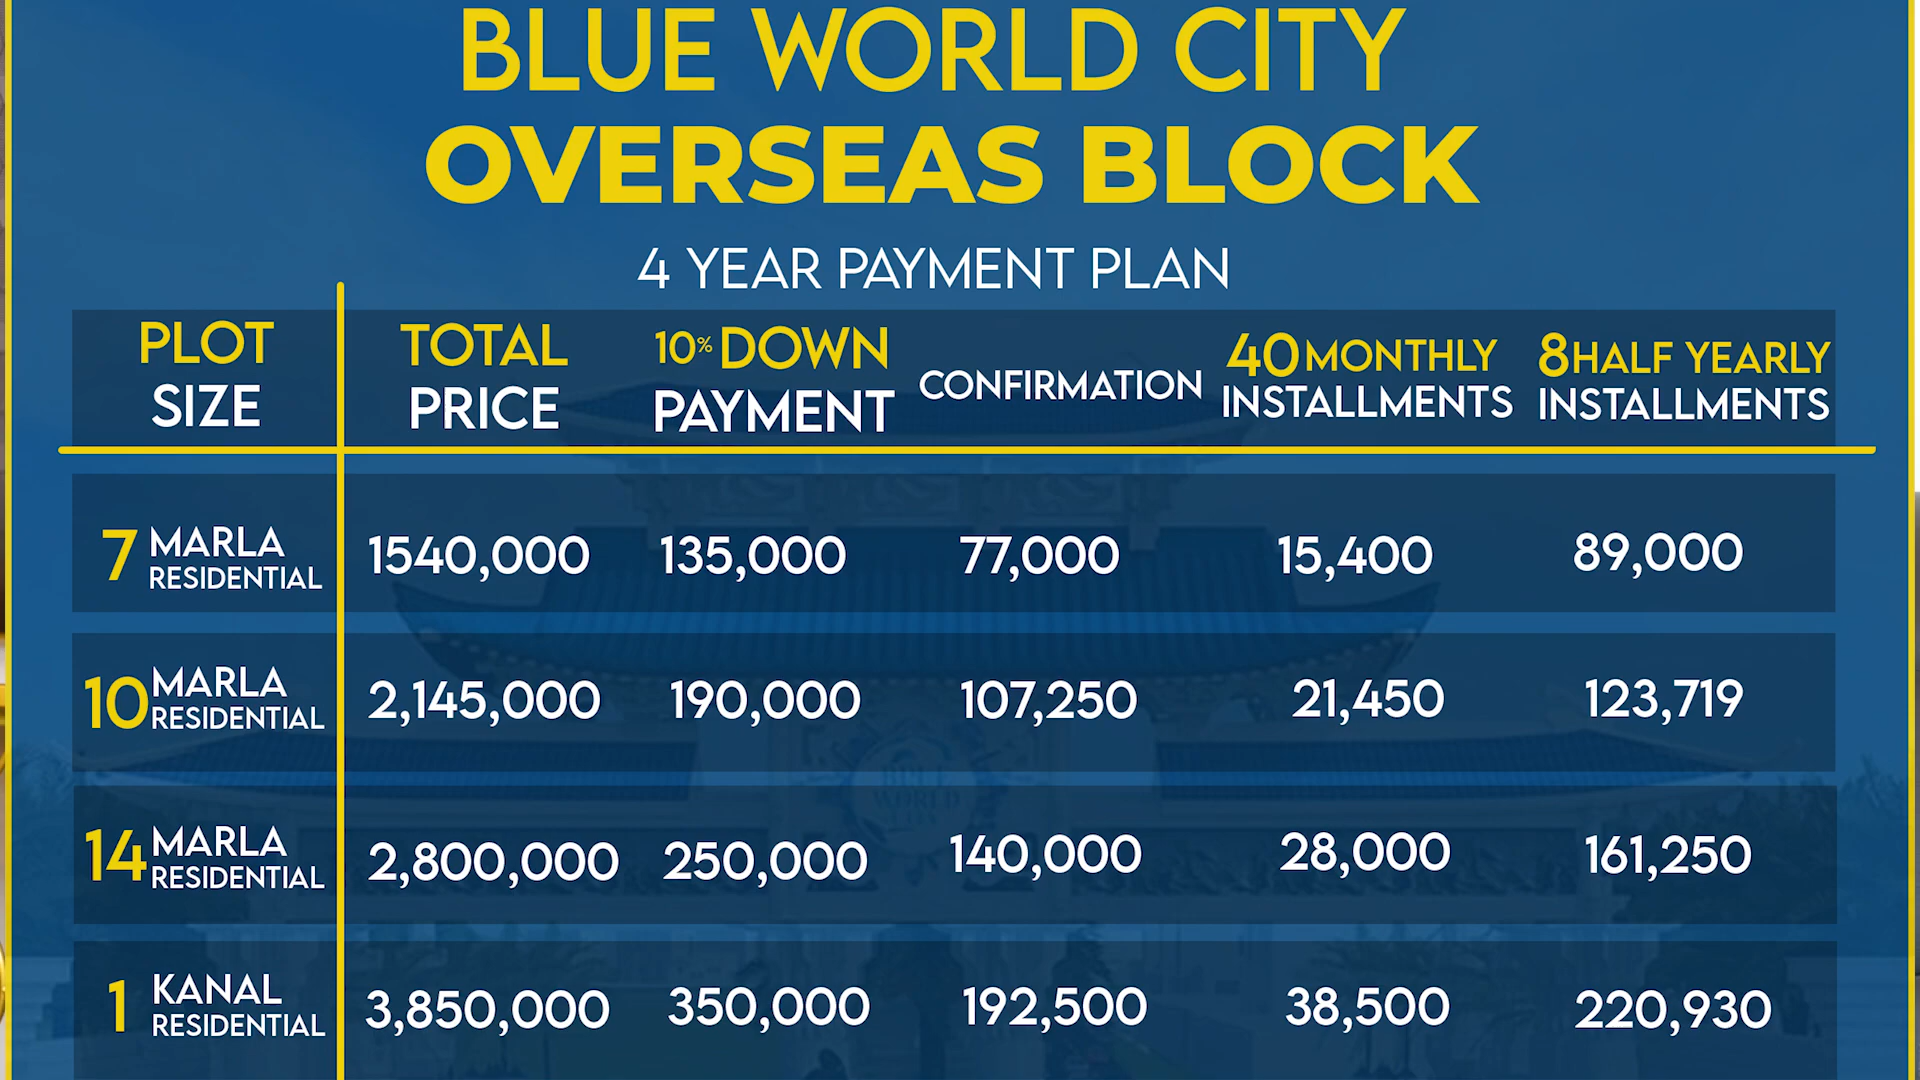 BLUE WORLD CITY
OVERSEAS BLOCK
4 YEAR PAYMENT PLAN
PLOT SIZE TOTAL PRICE 10% DOWN PAYMENT CONFIRMATION 40 MONTHLY INSTALLMENTS 8 HALF YEARLY INSTALLMENTS
7 MARLA RESIDENTIAL 1540,000 135,000 77,000 15,400 89,000
10 MARLA RESIDENTIAL 2,145,000 190,000 107,250 21,450 123,719
14 MARLA RESIDENTIAL 2,800,000 250,000 140,000 28,000 161,250
1 KANAL RESIDENTIAL 3,850,000 350,000 192,500 38,500 220,930
BLUE
WORLD